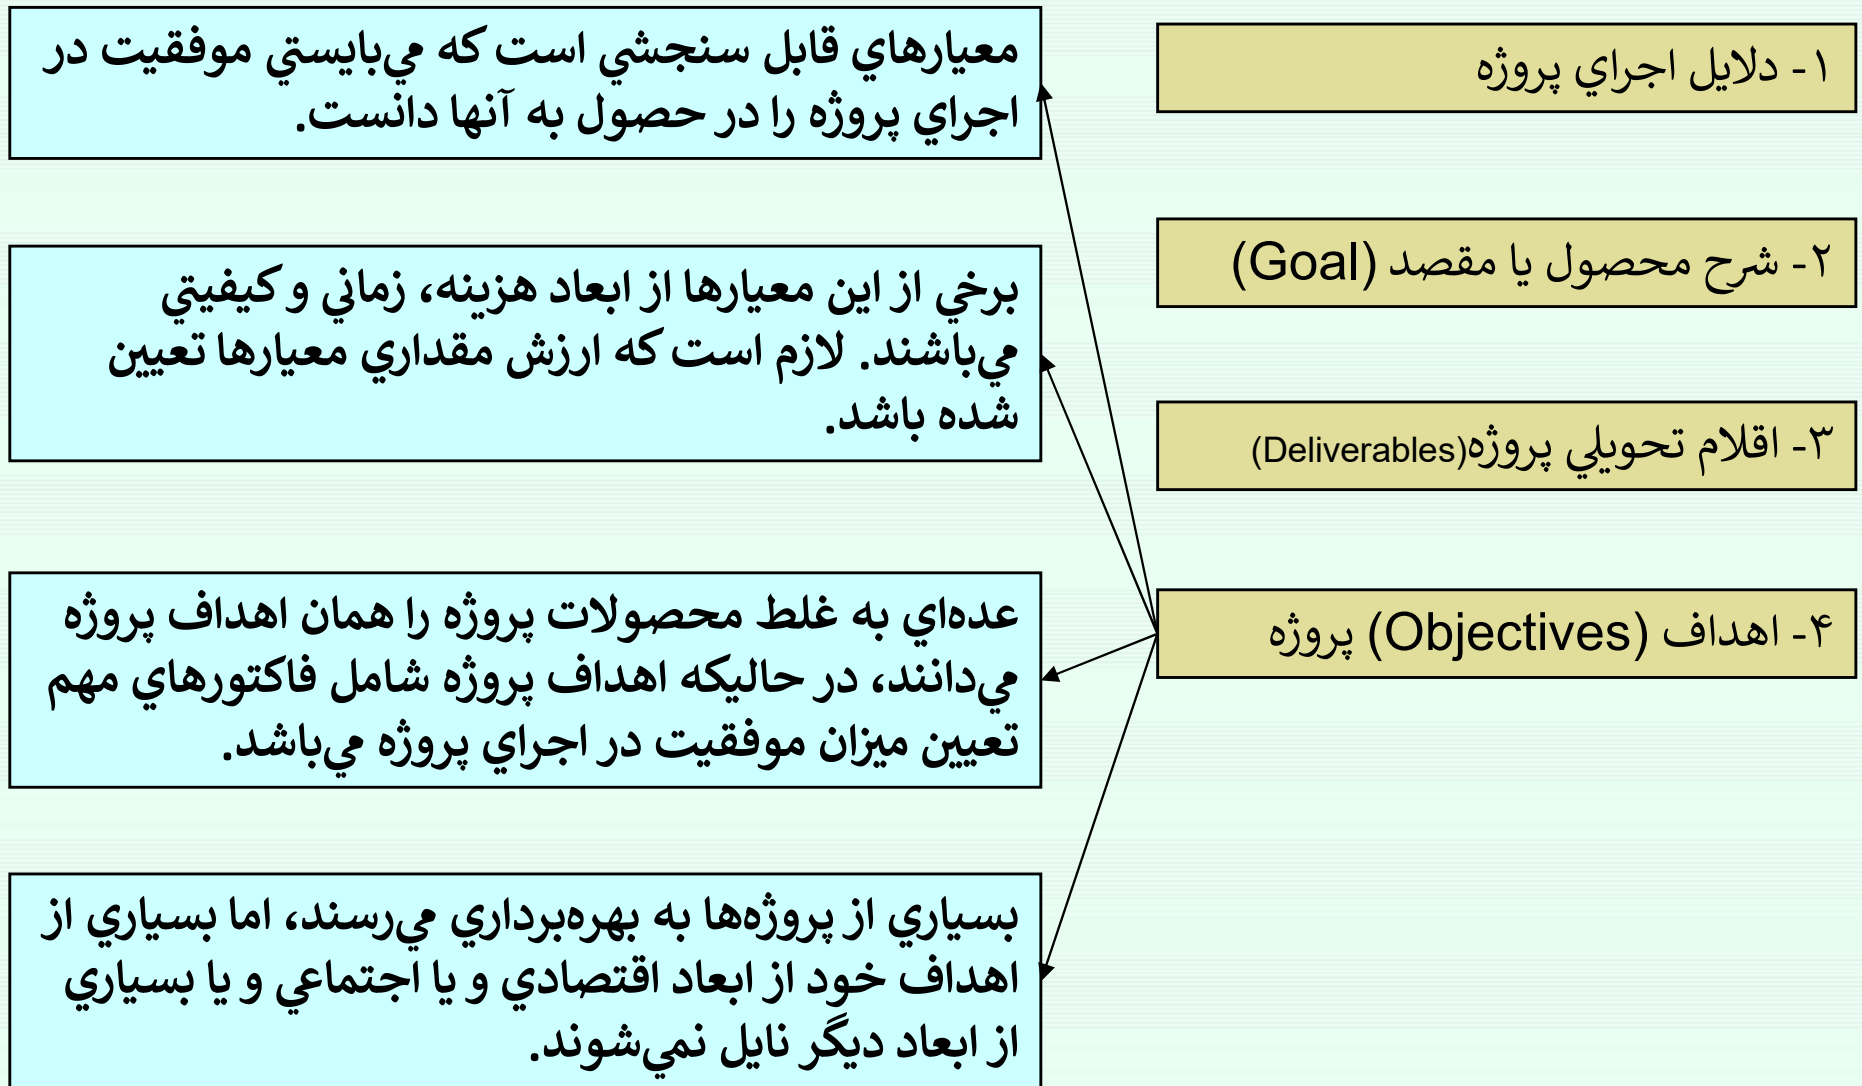 ۱- دلايل اجراي پروژه
۲- شرح محصول يا مقصد (Goal)
۳- اقلام تحويلي پروژه(Deliverables)
۴- اهداف (Objectives) پروژه
معيارهاي قابل سنجشي است كه مي‌بايستي موفقيت در
اجراي پروژه را در حصول به آنها دانست.
برخي از اين معيارها از ابعاد هزينه، زماني و كيفيتي
مي‌باشند. لازم است كه ارزش مقداري معيارها تعيين
شده باشد.
عده‌اي به غلط محصولات پروژه را همان اهداف پروژه
مي‌دانند، در حاليكه اهداف پروژه شامل فاكتورهاي مهم
تعيين ميزان موفقيت در اجراي پروژه مي‌باشد.
بسياري از پروژه‌ها به بهره‌برداري مي‌رسند، اما بسياري از
اهداف خود از ابعاد اقتصادي و يا اجتماعي و يا بسياري
از ابعاد ديگر نايل نمي‌شوند.